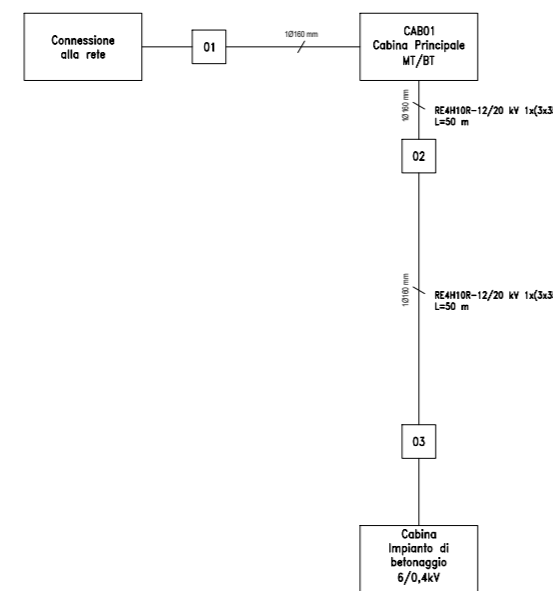 Connessione
alla rete
01
1Ø160 mm
CAB01
Cabina Principale
MT/BT
1Ø160 mm
RE4H10R-12/20 kV
L=50 m
02
1Ø160 mm
RE4H10R-12/20 kV
L=50 m
03
Cabina
Impianto di
betonaggio
6/0,4kV